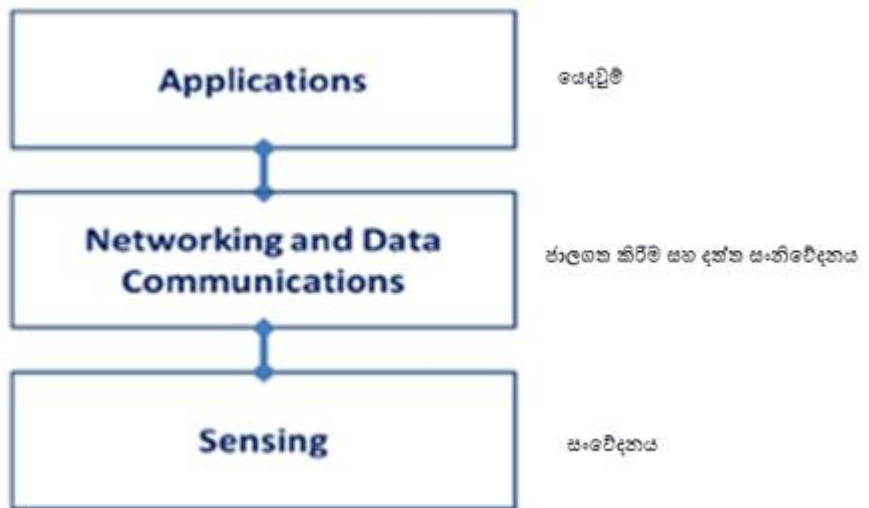 Applications
යෙදවුම්
Networking and Data
Communications
ජාලගත කිරීම සහ දත්ත සංනිවේදනය
Sensing
සංවේදනය